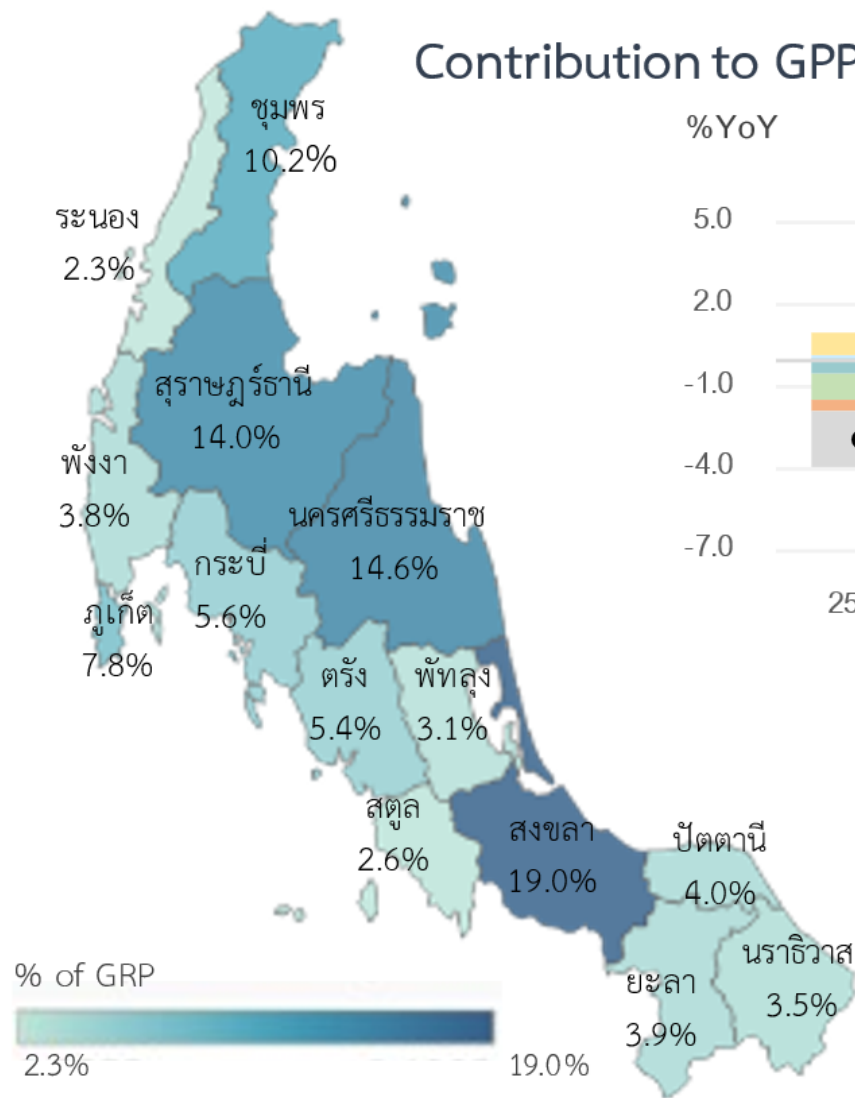 Contribution to GPP
%YoY
5.0
2.0
-1.0
-4.0
-7.0
25
ชุมพร
10.2%
ระนอง
2.3%
สุราษฎร์ธานี
14.0%
พังงา
3.8%
นครศรีธรรมราช
14.6%
กระบี่
5.6%
ภูเก็ต
7.8%
ตรัง
5.4%
พัทลุง
3.1%
สตูล
2.6%
สงขลา
19.0%
ปัตตานี
4.0%
ยะลา
3.9%
นราธิวาส
3.5%
% of GRP
2.3%
19.0%